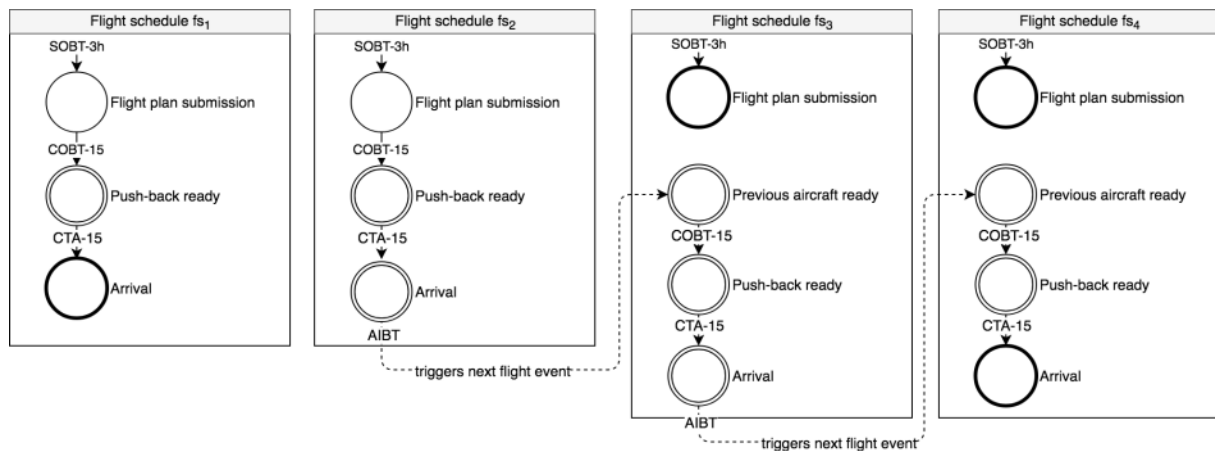 Flight schedule fs1
SOBT-3h
Flight plan submission
COBT-15
Push-back ready
CTA-15
Arrival
Flight schedule fs2
SOBT-3h
Flight plan submission
COBT-15
Push-back ready
CTA-15
Arrival
AIBT
triggers next flight event
Flight schedule fs3
SOBT-3h
Flight plan submission
Previous aircraft ready
COBT-15
Push-back ready
CTA-15
Arrival
AIBT
triggers next flight event
Flight schedule fs4
SOBT-3h
Flight plan submission
Previous aircraft ready
COBT-15
Push-back ready
CTA-15
Arrival